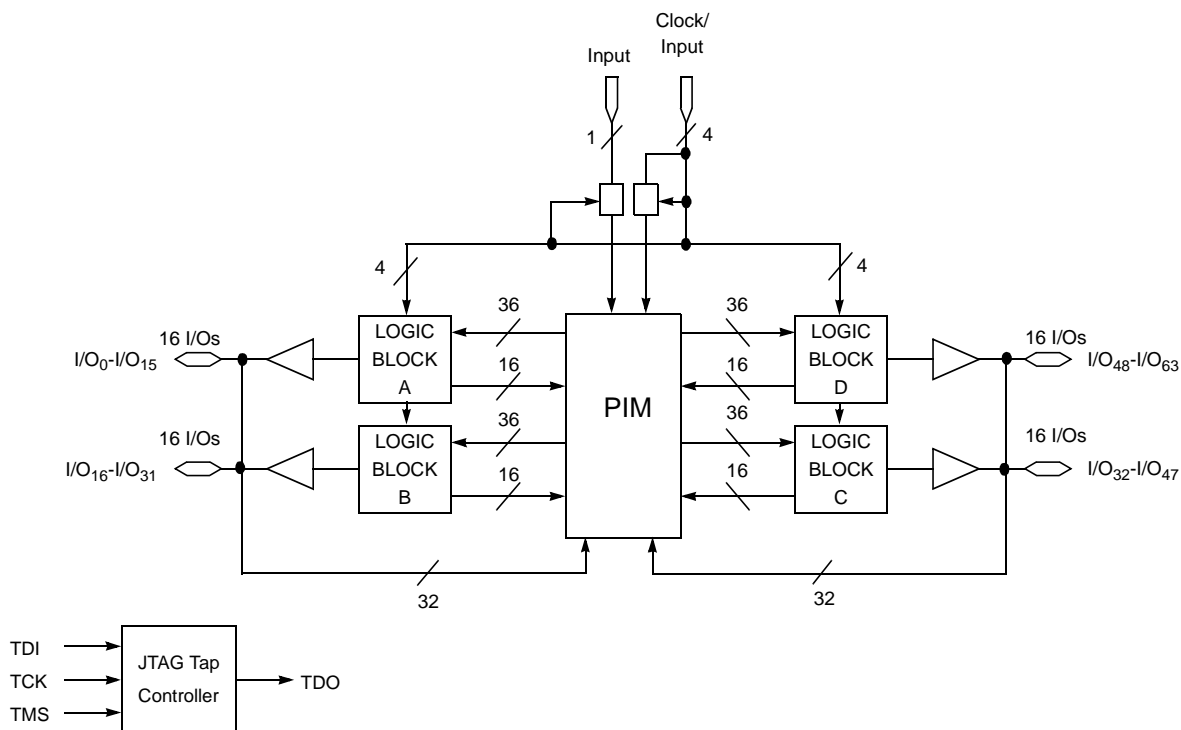 Clock/
Input
Input
1
4
4
4
16 I/Os
I/O0-I/O15
LOGIC
BLOCK
A
36
16
PIM
36
16
LOGIC
BLOCK
D
16 I/Os
I/O48-I/O63
16 I/Os
I/O16-I/O31
LOGIC
BLOCK
B
36
16
36
16
LOGIC
BLOCK
C
16 I/Os
I/O32-I/O47
32
32
TDI
TCK
TMS
JTAG Tap
Controller
TDO